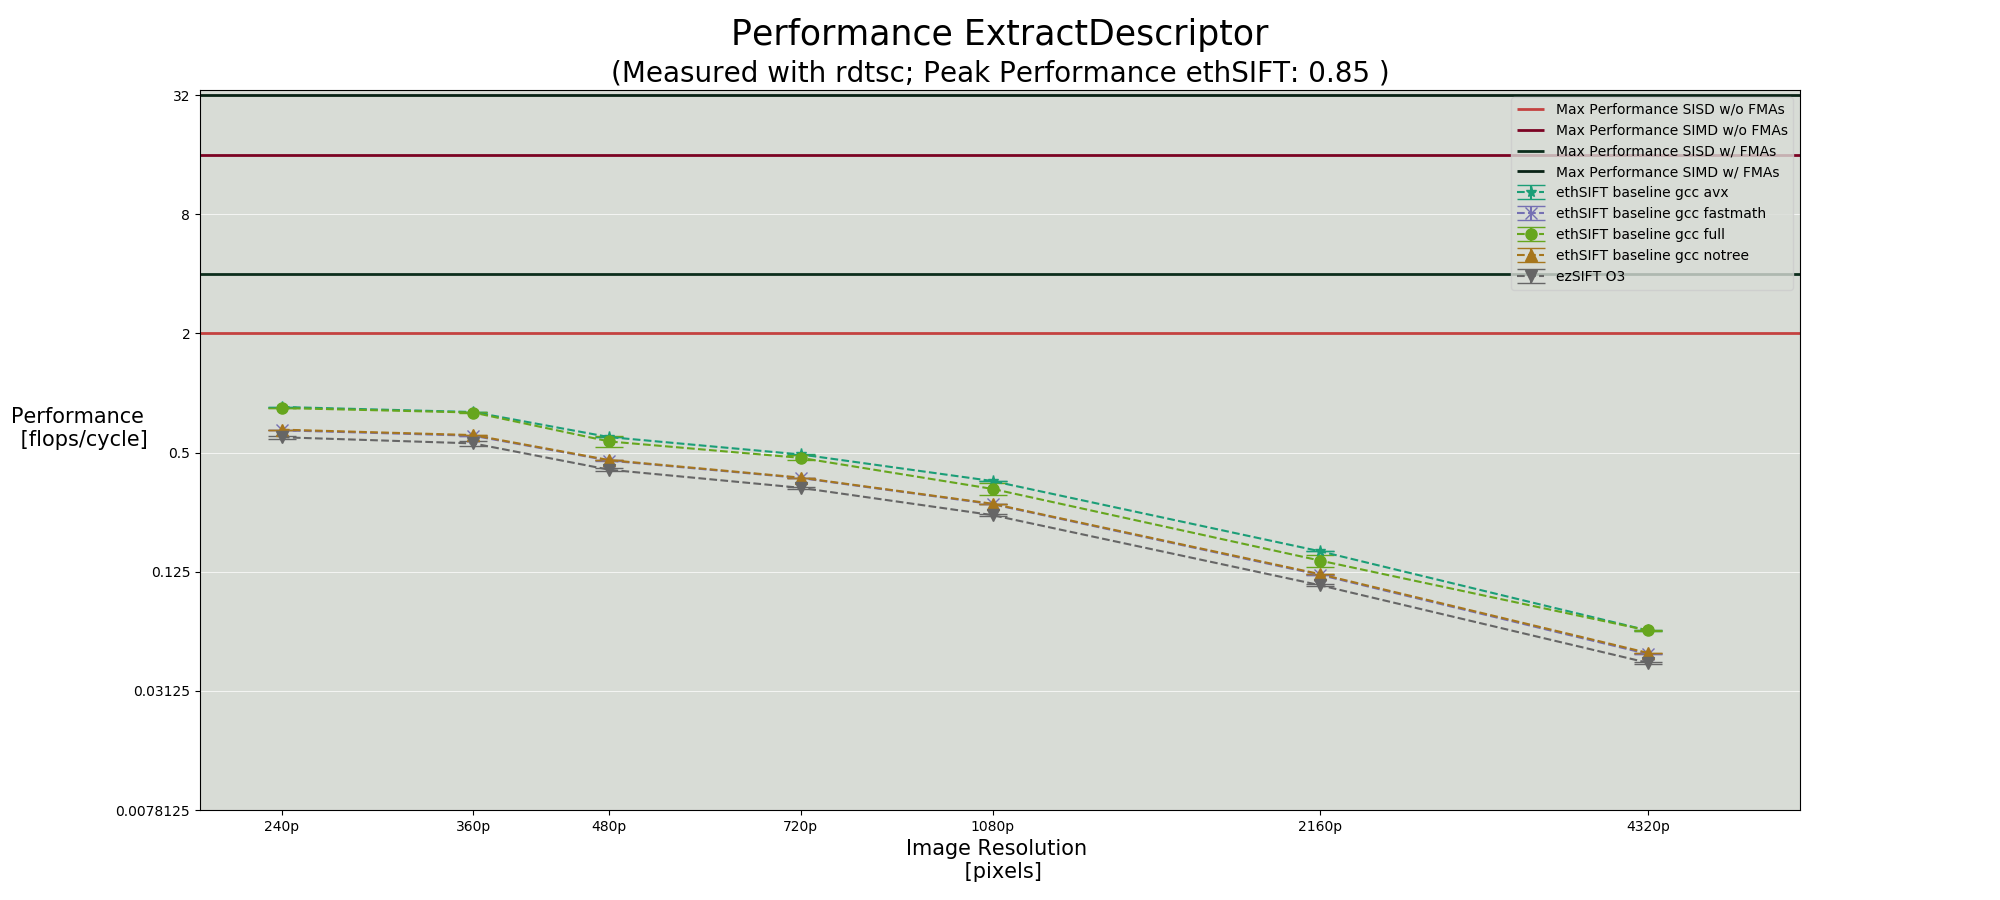 Performance ExtractDescriptor
(Measured with rdtsc; Peak Performance ethSIFT: 0.85 )
32
8
2
0.5
0.125
0.03125
0.0078125
Performance
[flops/cycle]
Max Performance SISD w/o FMAs
Max Performance SIMD w/o FMAs
Max Performance SISD w/ FMAs
Max Performance SIMD w/ FMAs
ethSIFT baseline gcc avx
ethSIFT baseline gcc fastmath
ethSIFT baseline gcc full
ethSIFT baseline gcc notree
ezSIFT O3
240p 360p 480p 720p 1080p 2160p 4320p
Image Resolution
[pixels]